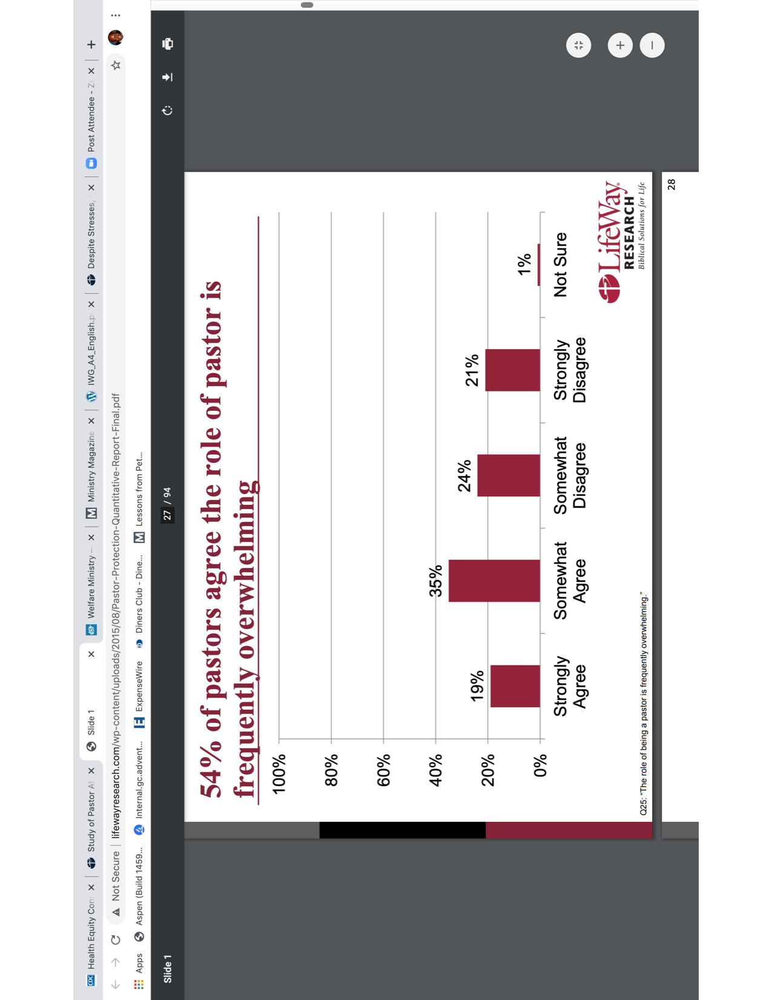 Health Equity Con
Study of Pastor At
Slide 1
Welfare Ministry –
Ministry Magazine
IWG_A4_English.p
Despite Stresses,
Post Attendee - Zo
Not Secure | lifewayresearch.com/wp-content/uploads/2015/08/Pastor-Protection-Quantitative-Report-Final.pdf
Apps
Aspen (Build 1459...
Internal.gc.advent...
ExpenseWire
Diners Club - Dine...
Lessons from Pet...
Slide 1
27 / 94
54% of pastors agree the role of pastor is
frequently overwhelming
100%
80%
60%
40%
20%
0%
19%
35%
24%
21%
1%
Strongly
Agree
Somewhat
Agree
Somewhat
Disagree
Strongly
Disagree
Not Sure
Q25: “The role of being a pastor is frequently overwhelming.”
LifeWay
RESEARCH
Biblical Solutions for Life
28